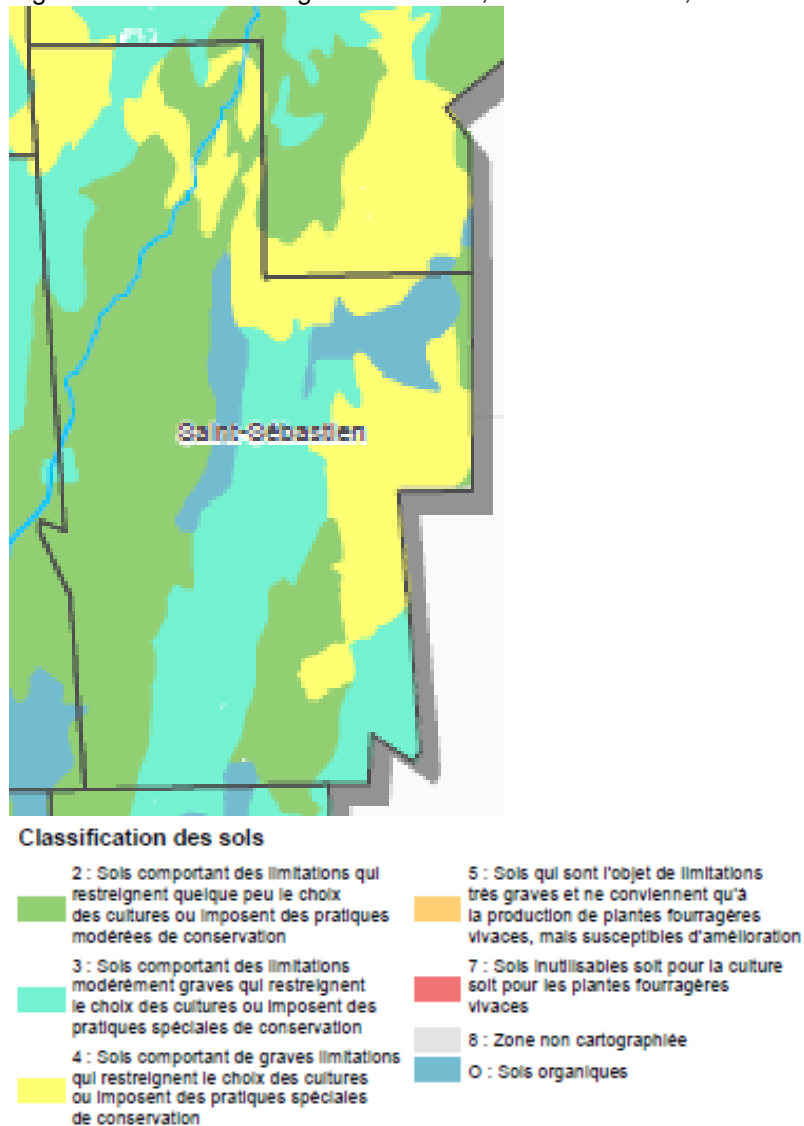 Saint-Sébastien
Classification des sols
2 : Sols comportant des limitations qui
restreignent quelque peu le choix
des cultures ou imposent des pratiques
modérées de conservation
3 : Sols comportant des limitations
modérément graves qui restreignent
le choix des cultures ou imposent des
pratiques spéciales de conservation
4 : Sols comportant de graves limitations
qui restreignent le choix des cultures
ou imposent des pratiques spéciales
de conservation
5 : Sols qui sont l'objet de limitations
très graves et ne conviennent qu'à
la production de plantes fourragères
vivaces, mais susceptibles d'amélioration
7 : Sols inutilisables soit pour la culture
soit pour les plantes fourragères
vivaces
8 : Zone non cartographiée
O : Sols organiques